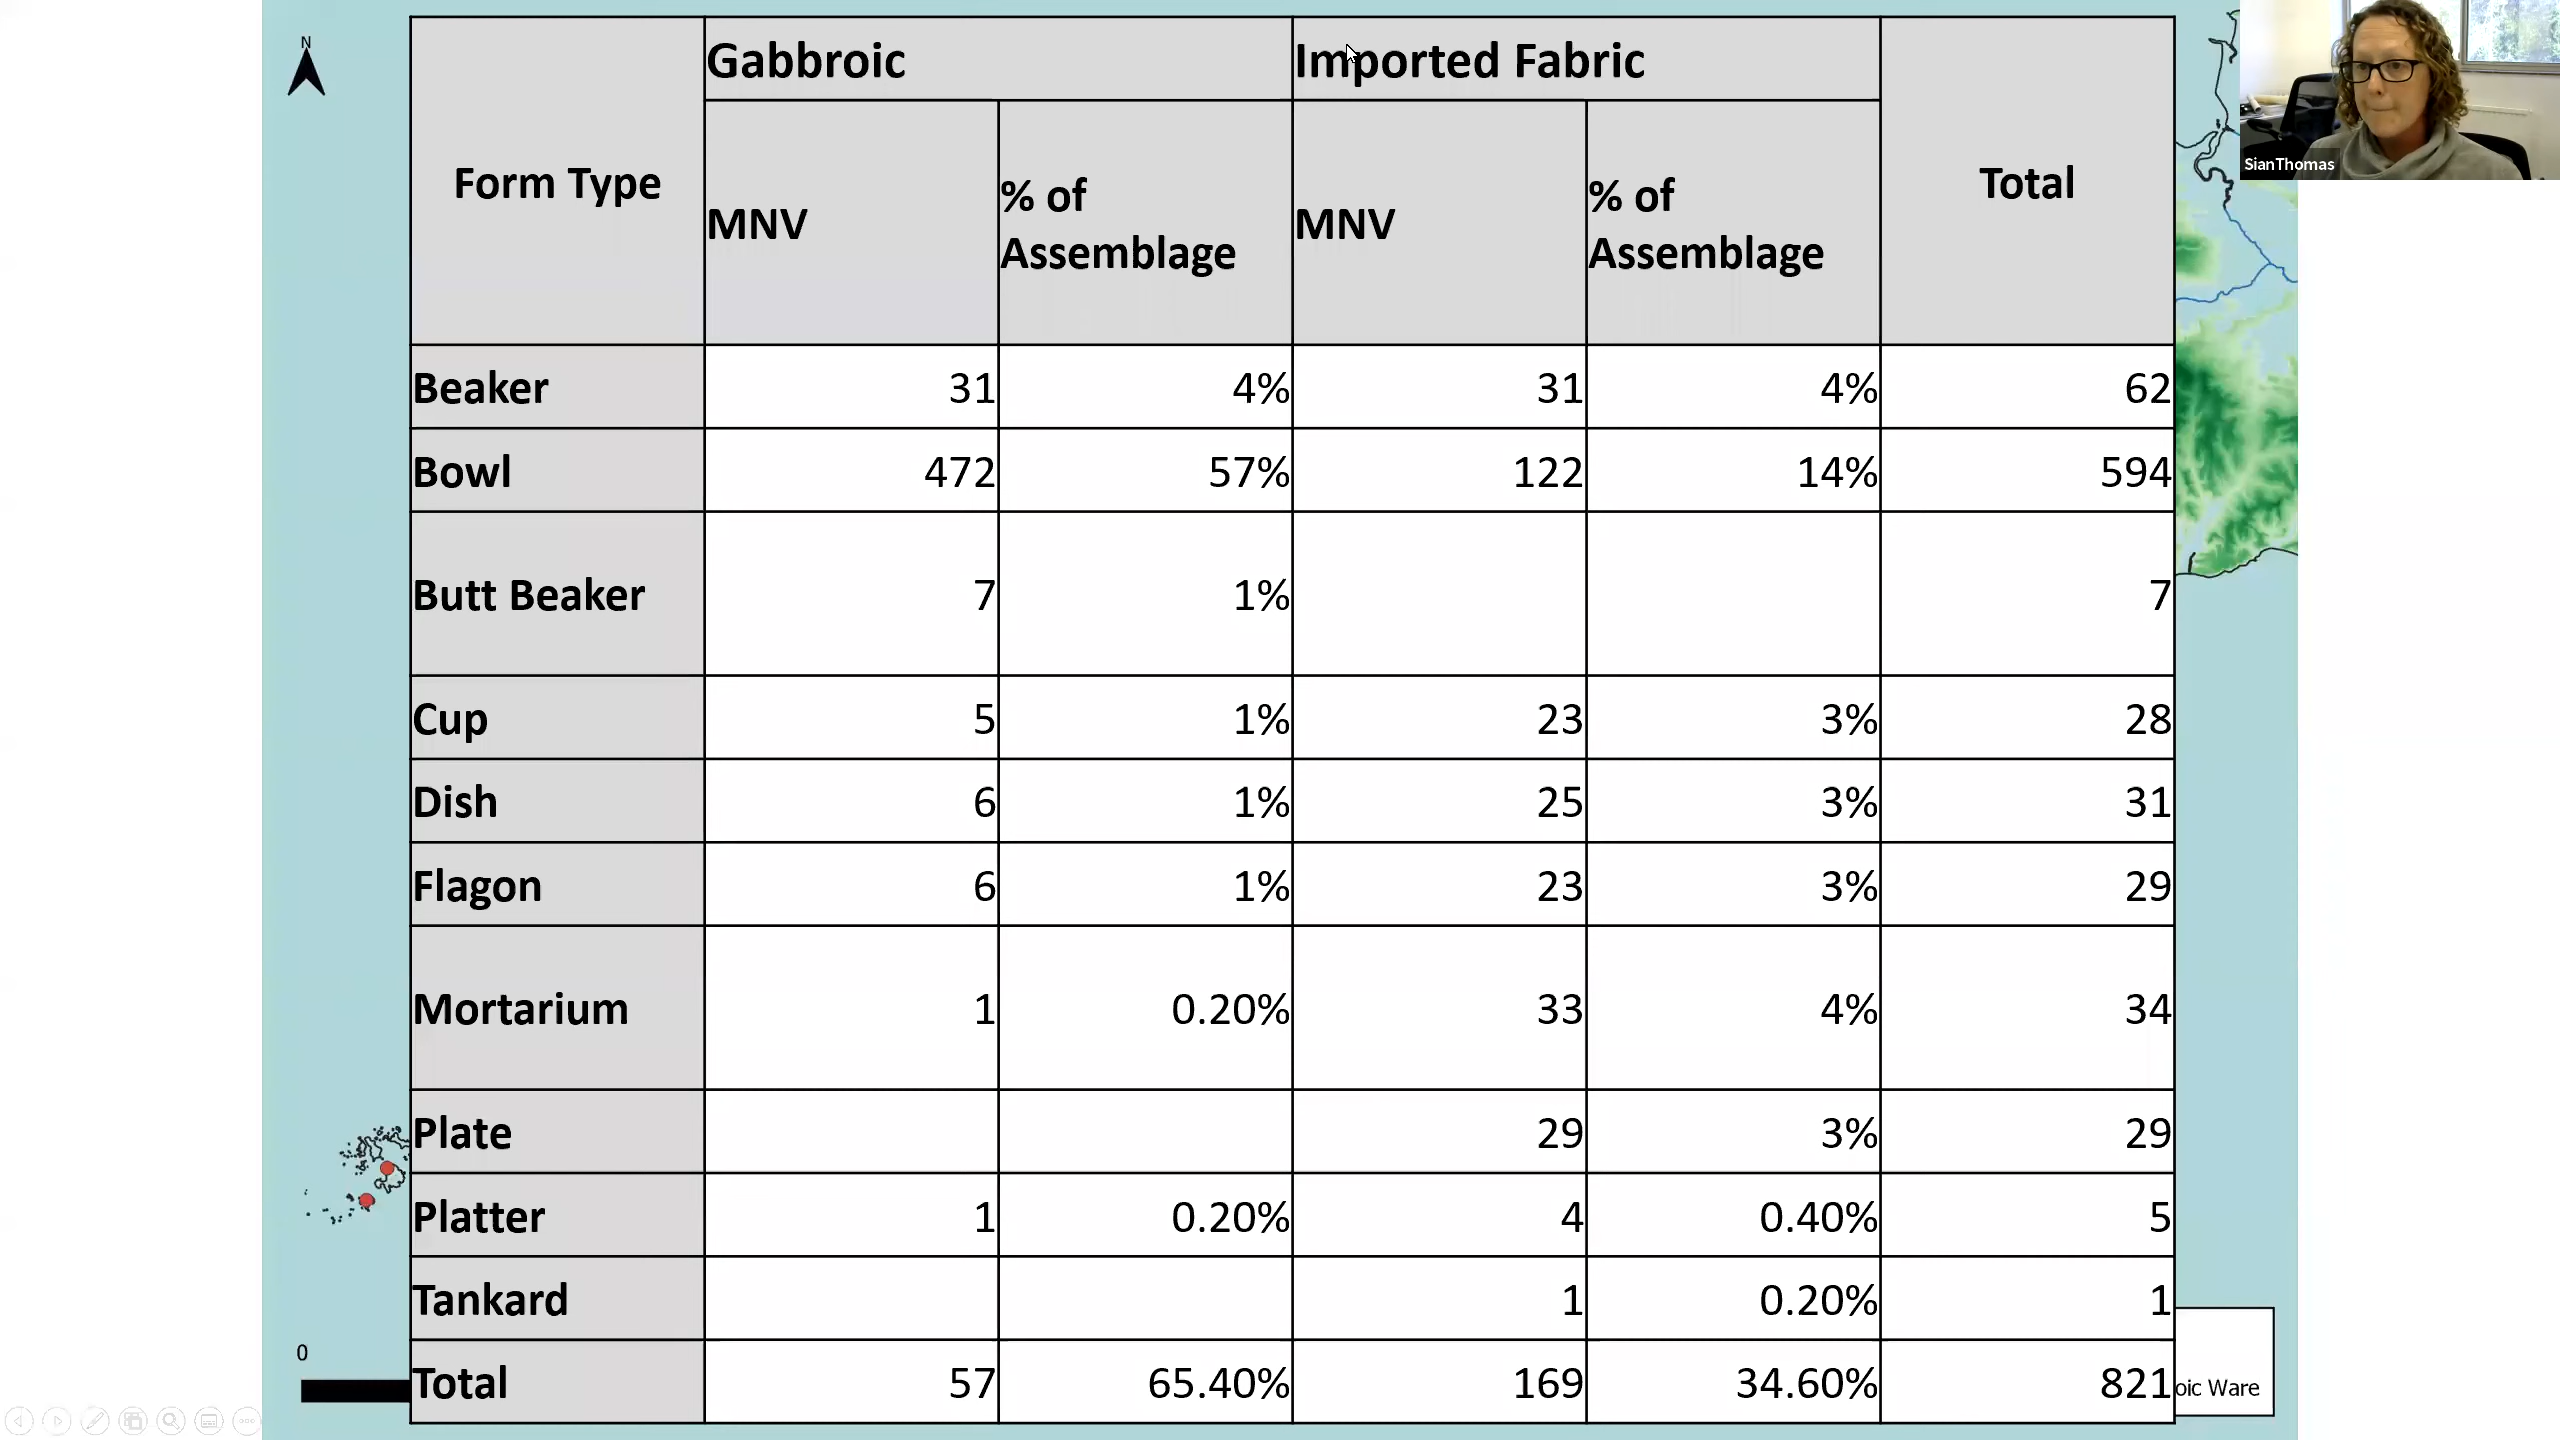 N
Gabbroic Imported Fabric
Form Type Total
MNV % of Assemblage MNV % of Assemblage
Beaker 31 4% 31 4% 62
Bowl 472 57% 122 14% 594
Butt Beaker 7 1% 7
Cup 5 1% 23 3% 28
Dish 6 1% 25 3% 31
Flagon 6 1% 23 3% 29
Mortarium 1 0.20% 33 4% 34
Plate 29 3% 29
Platter 1 0.20% 4 0.40% 5
Tankard 1 0.20% 1
Total 57 65.40% 169 34.60% 821
0
oic Ware
SianThomas